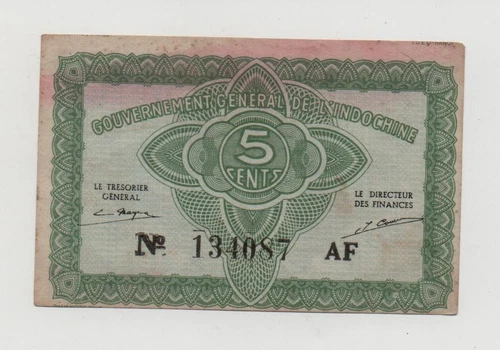 GOUVERNEMENT GENERAL DE L'INDOCHINE
5
CENTS
LE TRESORIER
GENERAL
LE DIRECTEUR
DES FINANCES
Nº 134087 AF